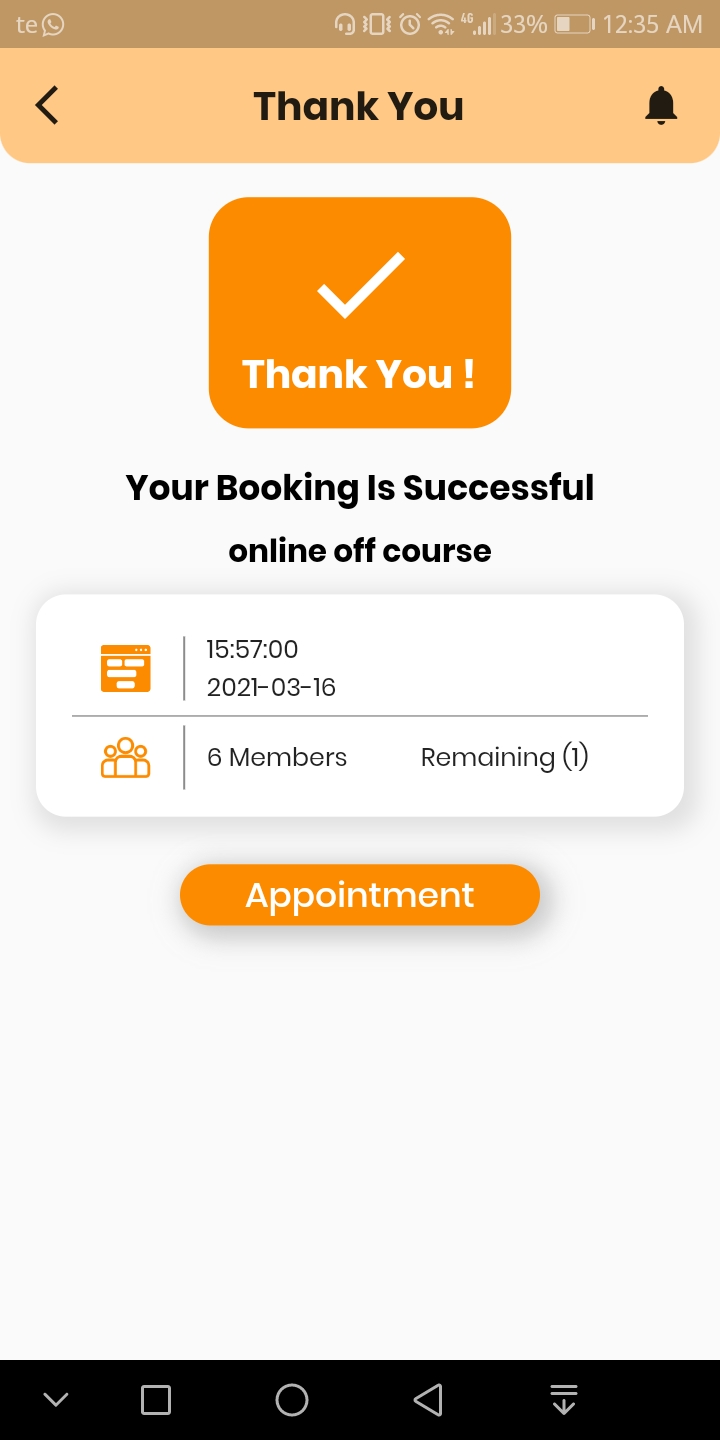 te 4G 33% 12:35 AM
Thank You
Thank You !
Your Booking Is Successful
online off course
15:57:00
2021-03-16
6 Members Remaining (1)
Appointment